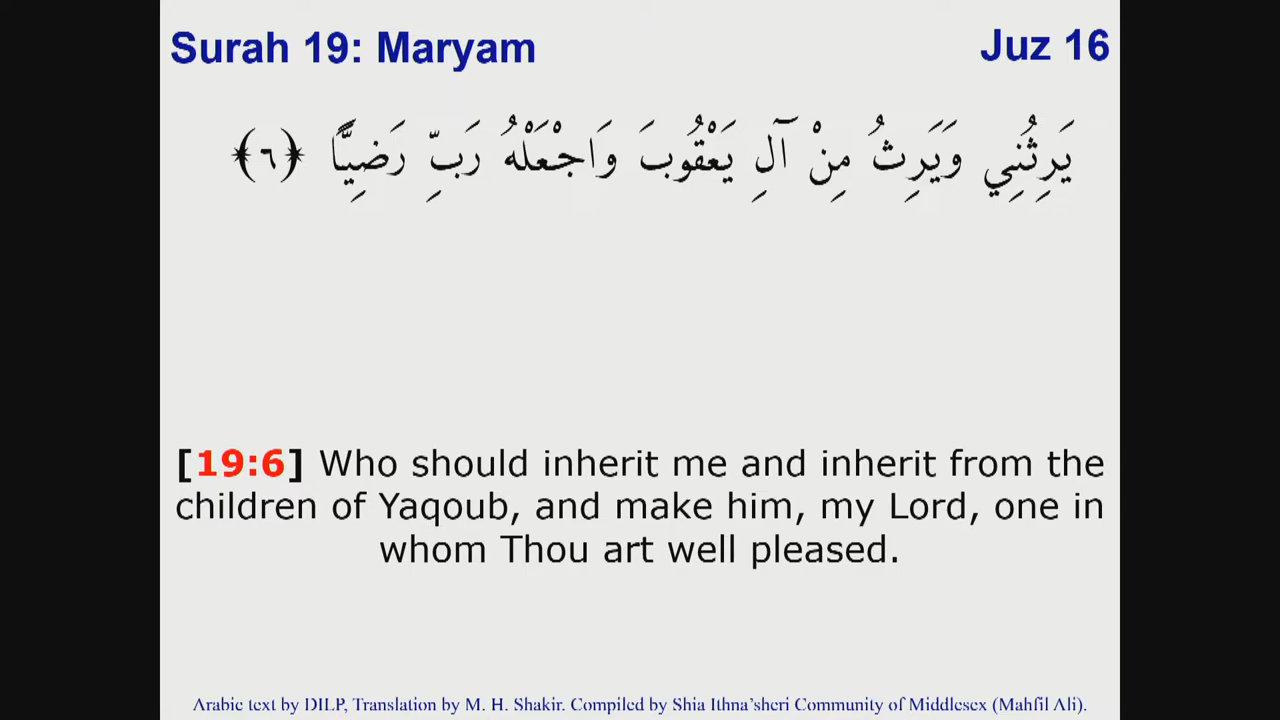 Surah 19: Maryam
Juz 16
يَرِثُنِي وَيَرِثُ مِنْ آلِ يَعْقُوبَ وَاجْعَلْهُ رَبِّ رَضِيًّا ﴿٦﴾
[19:6] Who should inherit me and inherit from the
children of Yaqoub, and make him, my Lord, one in
whom Thou art well pleased.
Arabic text by DILP, Translation by M. H. Shakir. Compiled by Shia Ithna'sheri Community of Middlesex (Mahfil Ali).